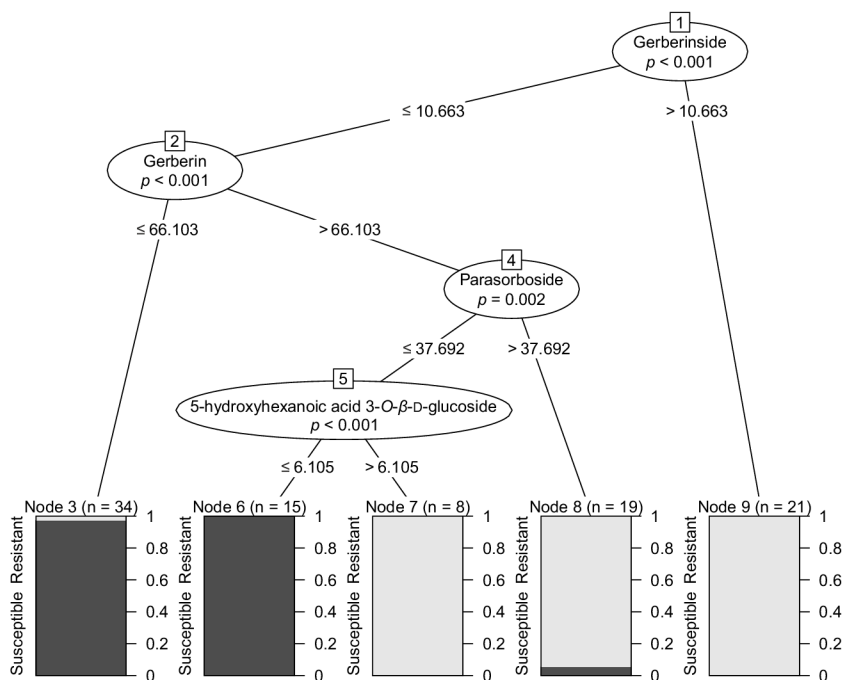 1
Gerberinside
p < 0.001
≤ 10.663
> 10.663
2
Gerberin
p < 0.001
≤ 66.103
> 66.103
4
Parasorboside
p = 0.002
≤ 37.692
> 37.692
5
5-hydroxyhexanoic acid 3-O-β-D-glucoside
p < 0.001
≤ 6.105
> 6.105
Node 3 (n = 34)
Susceptible Resistant
1
0.8
0.6
0.4
0.2
0
Node 6 (n = 15)
Susceptible Resistant
1
0.8
0.6
0.4
0.2
0
Node 7 (n = 8)
Susceptible Resistant
1
0.8
0.6
0.4
0.2
0
Node 8 (n = 19)
Susceptible Resistant
1
0.8
0.6
0.4
0.2
0
Node 9 (n = 21)
Susceptible Resistant
1
0.8
0.6
0.4
0.2
0